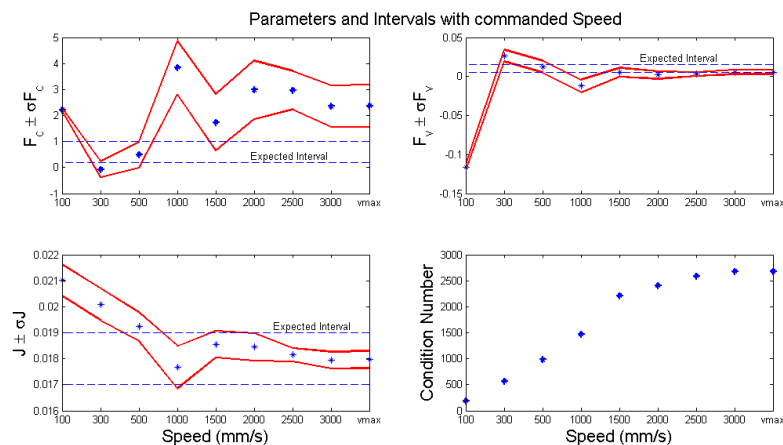 Parameters and Intervals with commanded Speed
F_C ± σF_C
5
4
3
2
1
0
-1
Expected Interval
100 300 500 1000 1500 2000 2500 3000 vmax
F_V ± σF_V
0.05
0
-0.05
-0.1
-0.15
Expected Interval
100 300 500 1000 1500 2000 2500 3000 vmax
J ± σJ
0.022
0.021
0.02
0.019
0.018
0.017
0.016
Expected Interval
100 300 500 1000 1500 2000 2500 3000 vmax
Speed (mm/s)
Condition Number
3000
2500
2000
1500
1000
500
0
100 300 500 1000 1500 2000 2500 3000 vmax
Speed (mm/s)